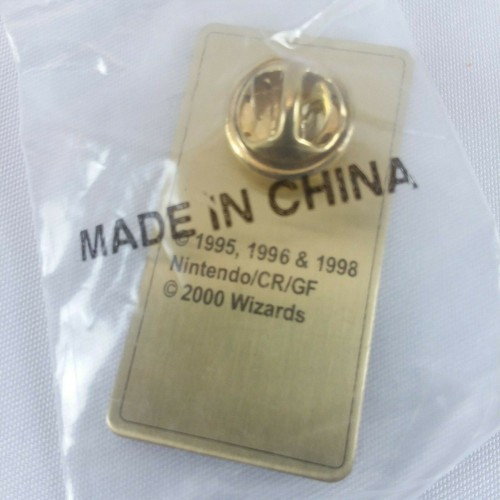 MADE IN CHINA
© 1995, 1996 & 1998
Nintendo/CR/GF
© 2000 Wizards